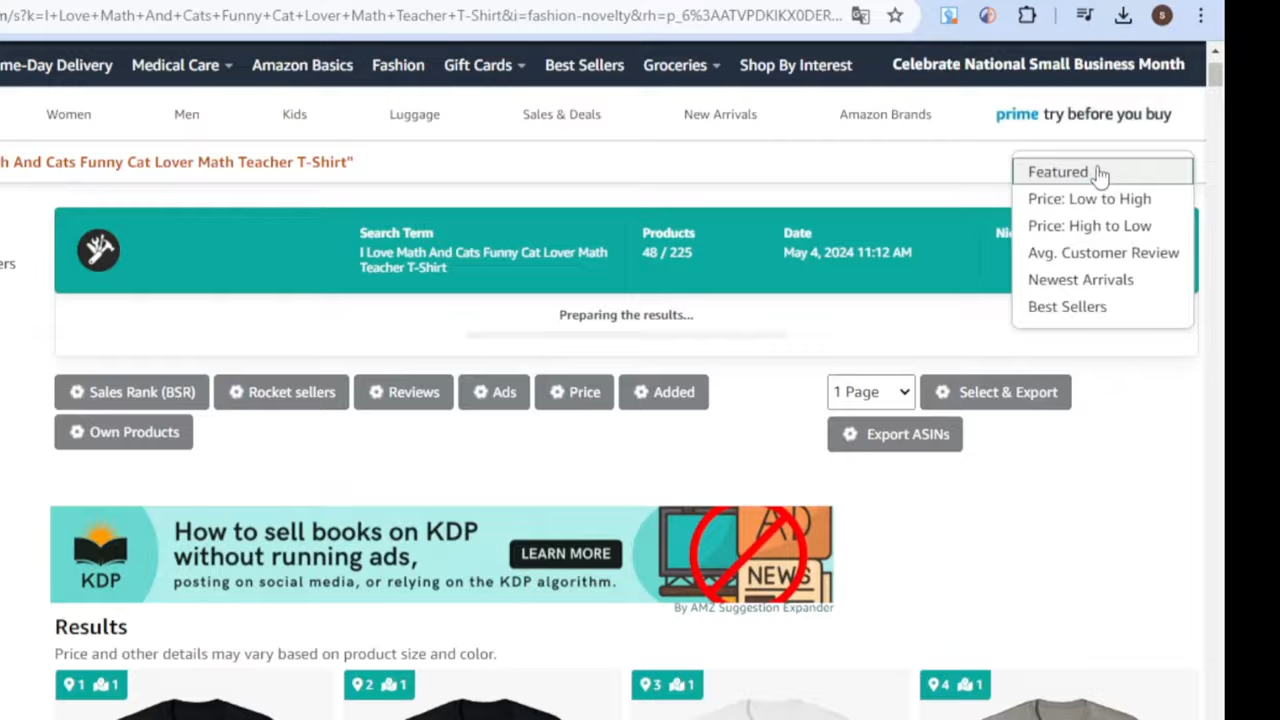 m/s?k=I+Love+Math+And+Cats+Funny+Cat+Lover+Math+Teacher+T-Shirt&i=fashion-novelty&rh=p_6%3AATVPDKIKX0DER...
S
me-Day Delivery Medical Care Amazon Basics Fashion Gift Cards Best Sellers Groceries Shop By Interest Celebrate National Small Business Month
Women Men Kids Luggage Sales & Deals New Arrivals Amazon Brands prime try before you buy
h And Cats Funny Cat Lover Math Teacher T-Shirt"
Featured
Price: Low to High
Price: High to Low
Avg. Customer Review
Newest Arrivals
Best Sellers
ers
Search Term Products Date Ni
I Love Math And Cats Funny Cat Lover Math 48 / 225 May 4, 2024 11:12 AM
Teacher T-Shirt
Preparing the results...
Sales Rank (BSR) Rocket sellers Reviews Ads Price Added 1 Page Select & Export
Own Products Export ASINs
How to sell books on KDP
without running ads,
posting on social media, or relying on the KDP algorithm.
LEARN MORE
KDP
AD
NEWS
By AMZ Suggestion Expander
Results
Price and other details may vary based on product size and color.
1 1 2 1 3 1 4 1